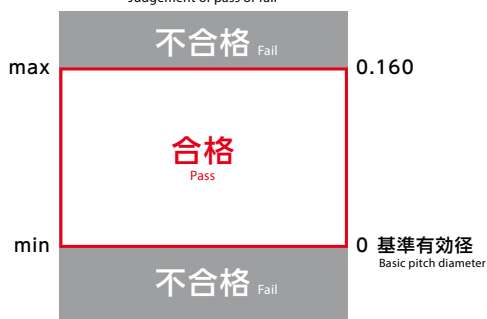 Judgement of pass or fail
不合格 Fail
max 0.160
合格
Pass
min 0 基準有効径
Basic pitch diameter
不合格 Fail